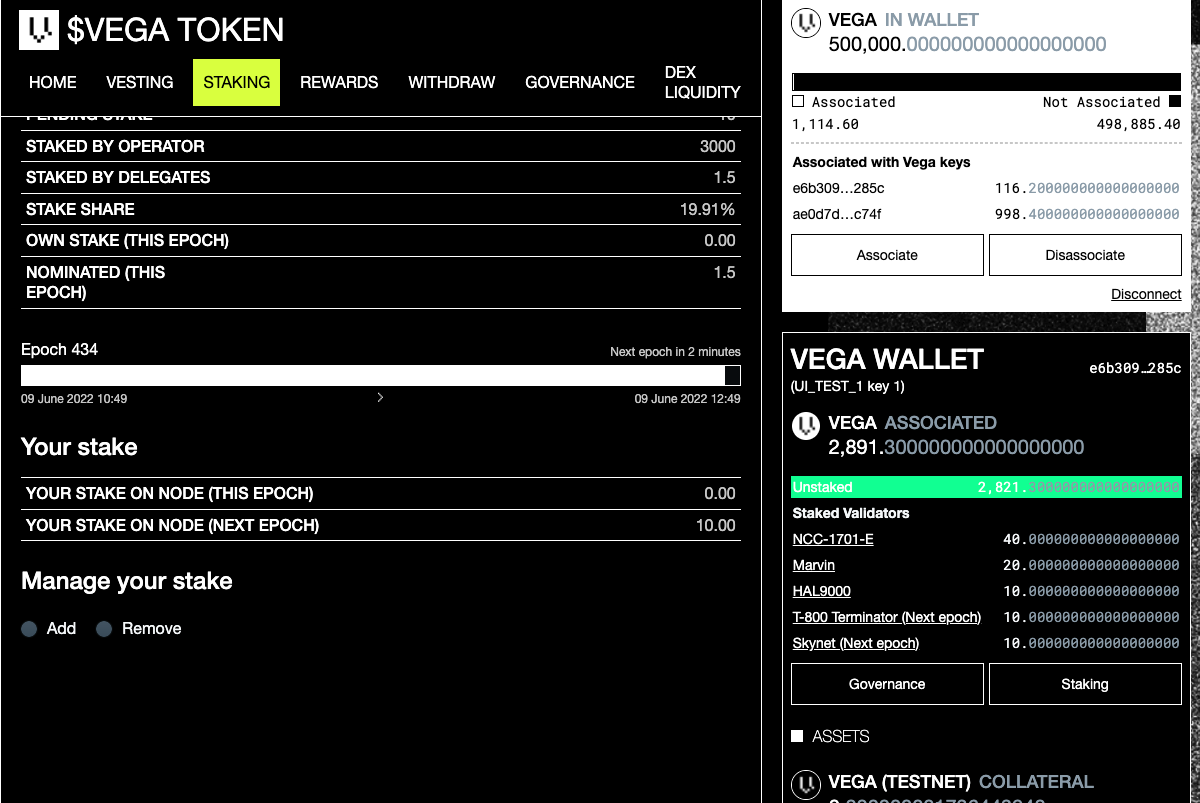 $VEGA TOKEN
HOME VESTING STAKING REWARDS WITHDRAW GOVERNANCE DEX LIQUIDITY
PENDING STAKE 10
STAKED BY OPERATOR 3000
STAKED BY DELEGATES 1.5
STAKE SHARE 19.91%
OWN STAKE (THIS EPOCH) 0.00
NOMINATED (THIS 1.5
EPOCH)
Epoch 434 Next epoch in 2 minutes
09 June 2022 10:49 > 09 June 2022 12:49
Your stake
YOUR STAKE ON NODE (THIS EPOCH) 0.00
YOUR STAKE ON NODE (NEXT EPOCH) 10.00
Manage your stake
Add Remove
VEGA IN WALLET
500,000.000000000000000000
Associated Not Associated
1,114.60 498,885.40
Associated with Vega keys
e6b309…285c 116.200000000000000000
ae0d7d…c74f 998.400000000000000000
Associate Disassociate
Disconnect
VEGA WALLET e6b309…285c
(UI_TEST_1 key 1)
VEGA ASSOCIATED
2,891.300000000000000000
Unstaked 2,821.300000000000000000
Staked Validators
NCC-1701-E 40.000000000000000000
Marvin 20.000000000000000000
HAL9000 10.000000000000000000
T-800 Terminator (Next epoch) 10.000000000000000000
Skynet (Next epoch) 10.000000000000000000
Governance Staking
ASSETS
VEGA (TESTNET) COLLATERAL